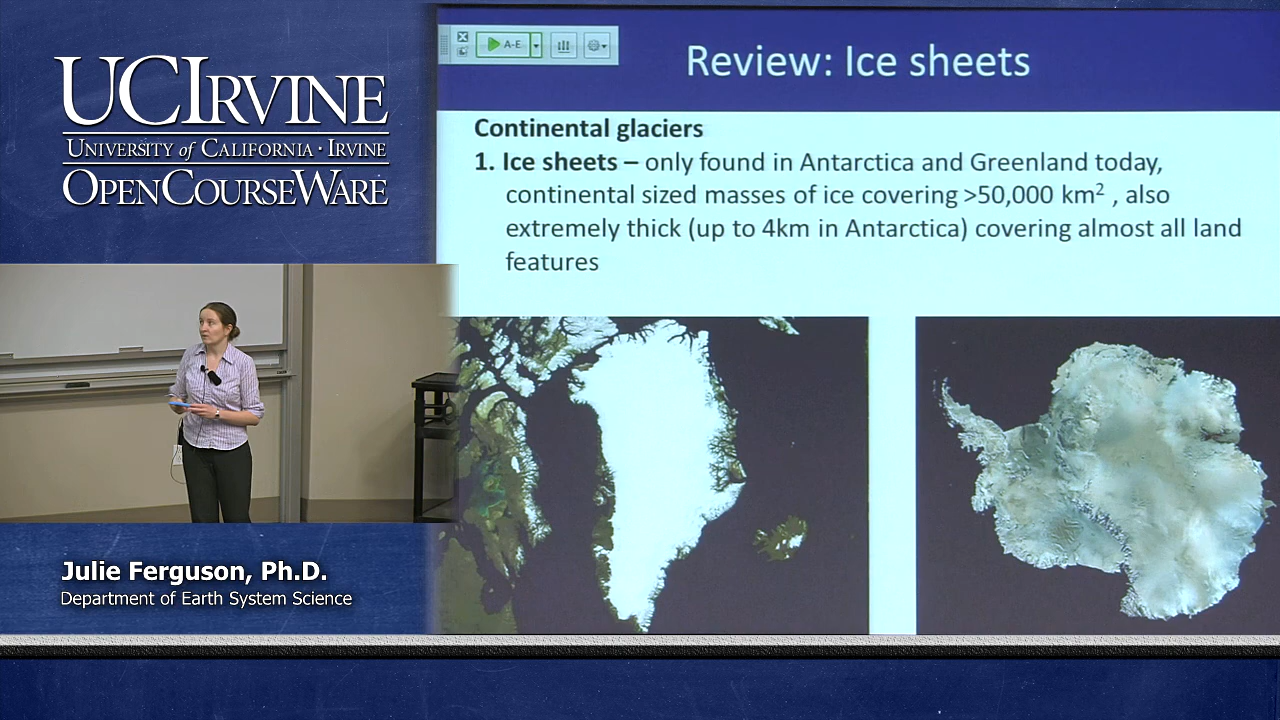 UCIRVINE
UNIVERSITY of CALIFORNIA · IRVINE
OPENCOURSEWARE
Julie Ferguson, Ph.D.
Department of Earth System Science
A-E
Review: Ice sheets
Continental glaciers
1. Ice sheets – only found in Antarctica and Greenland today,
continental sized masses of ice covering >50,000 km² , also
extremely thick (up to 4km in Antarctica) covering almost all land
features